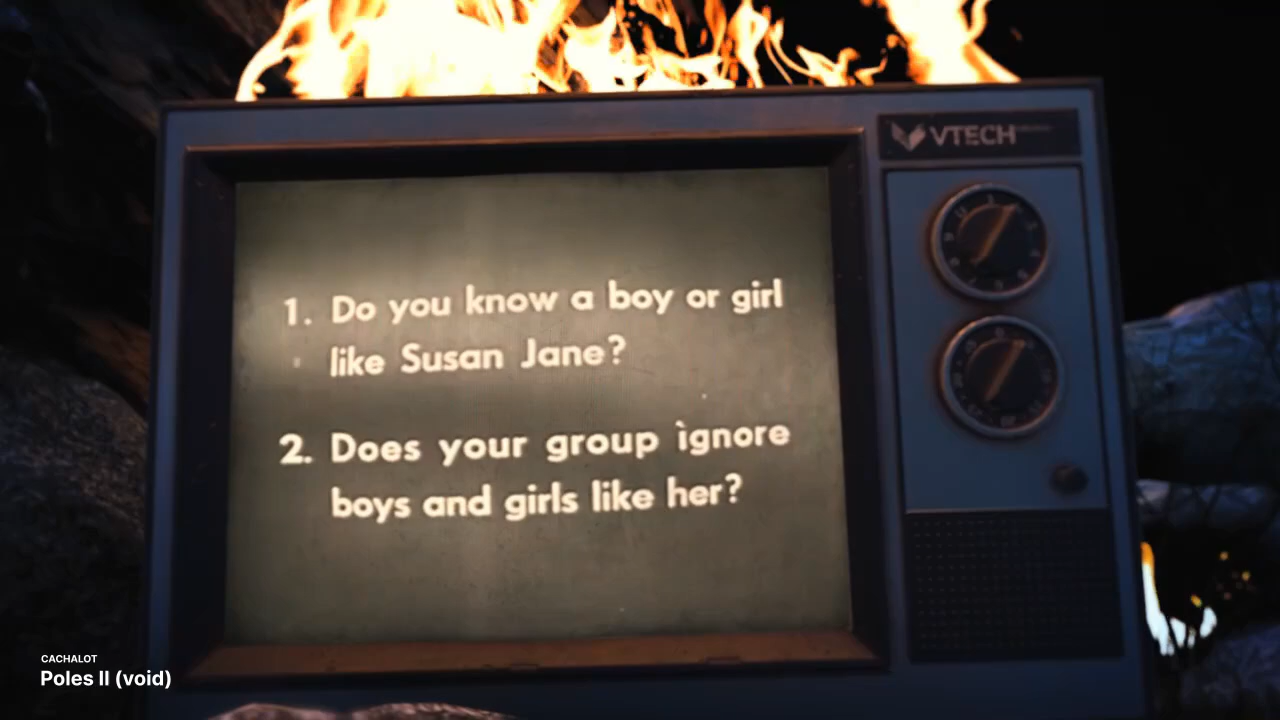 VTECH
1. Do you know a boy or girl
like Susan Jane?
2. Does your group ignore
boys and girls like her?
CACHALOT
Poles II (void)